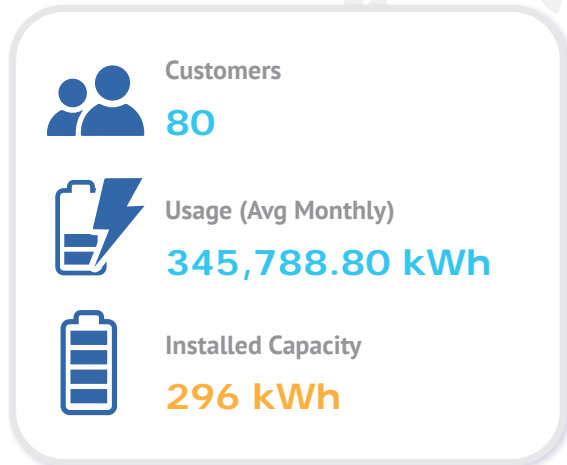 Customers
80
Usage (Avg Monthly)
345,788.80 kWh
Installed Capacity
296 kWh